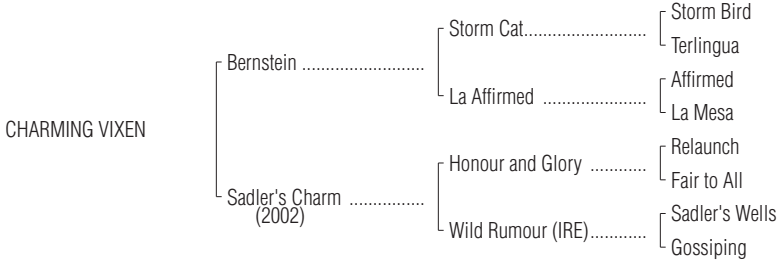 Storm Bird
Storm Cat..........................
Terlingua
Bernstein ..........................
Affirmed
La Affirmed ......................
La Mesa
CHARMING VIXEN
Relaunch
Honour and Glory ............
Fair to All
Sadler's Charm ................
(2002)
Sadler's Wells
Wild Rumour (IRE)............
Gossiping